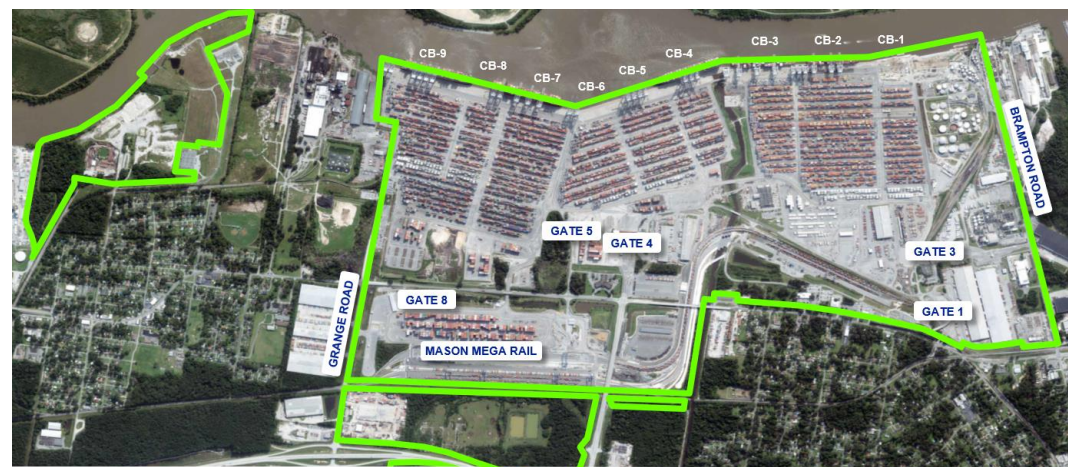 CB-9
CB-8
CB-7
CB-6
CB-5
CB-4
CB-3
CB-2
CB-1
BRAMPTON ROAD
GATE 5
GATE 4
GATE 3
GATE 8
GATE 1
GRANGE ROAD
MASON MEGA RAIL